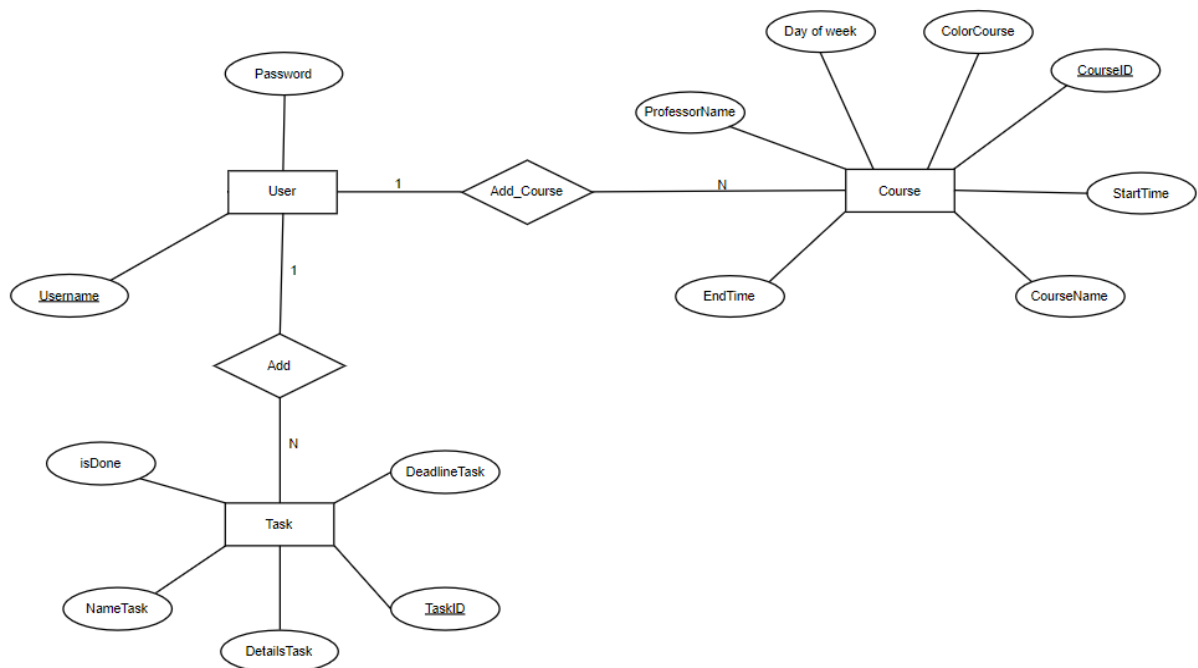 Day of week
ColorCourse
Password
CourseID
ProfessorName
User
1
Add_Course
N
Course
StartTime
Username
1
EndTime
CourseName
Add
N
isDone
DeadlineTask
Task
NameTask
TaskID
DetailsTask